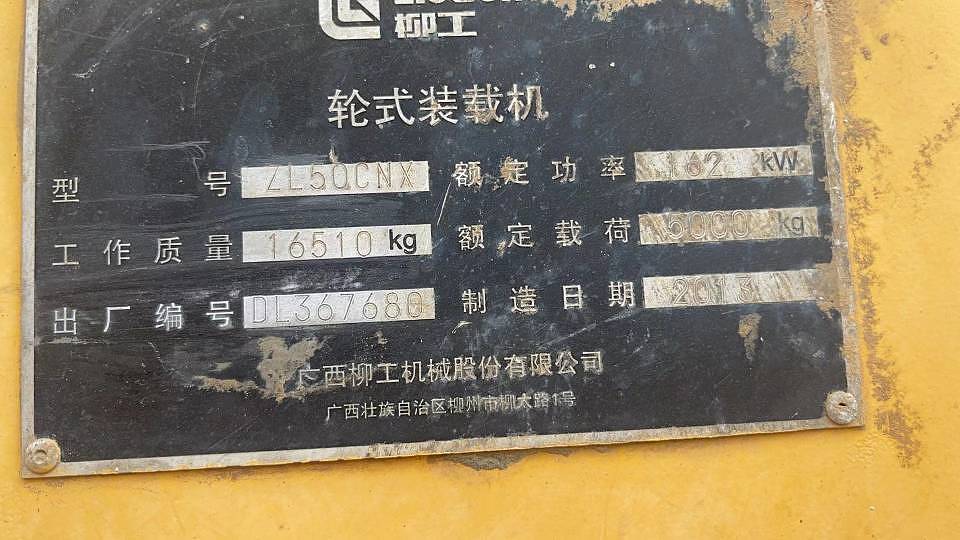 柳工
轮式装载机
型号 ZL50CNX 额定功率 162 kW
工作质量 16510 kg 额定载荷 5000 kg
出厂编号 DL367680 制造日期 2013
广西柳工机械股份有限公司
广西壮族自治区柳州市柳太路1号